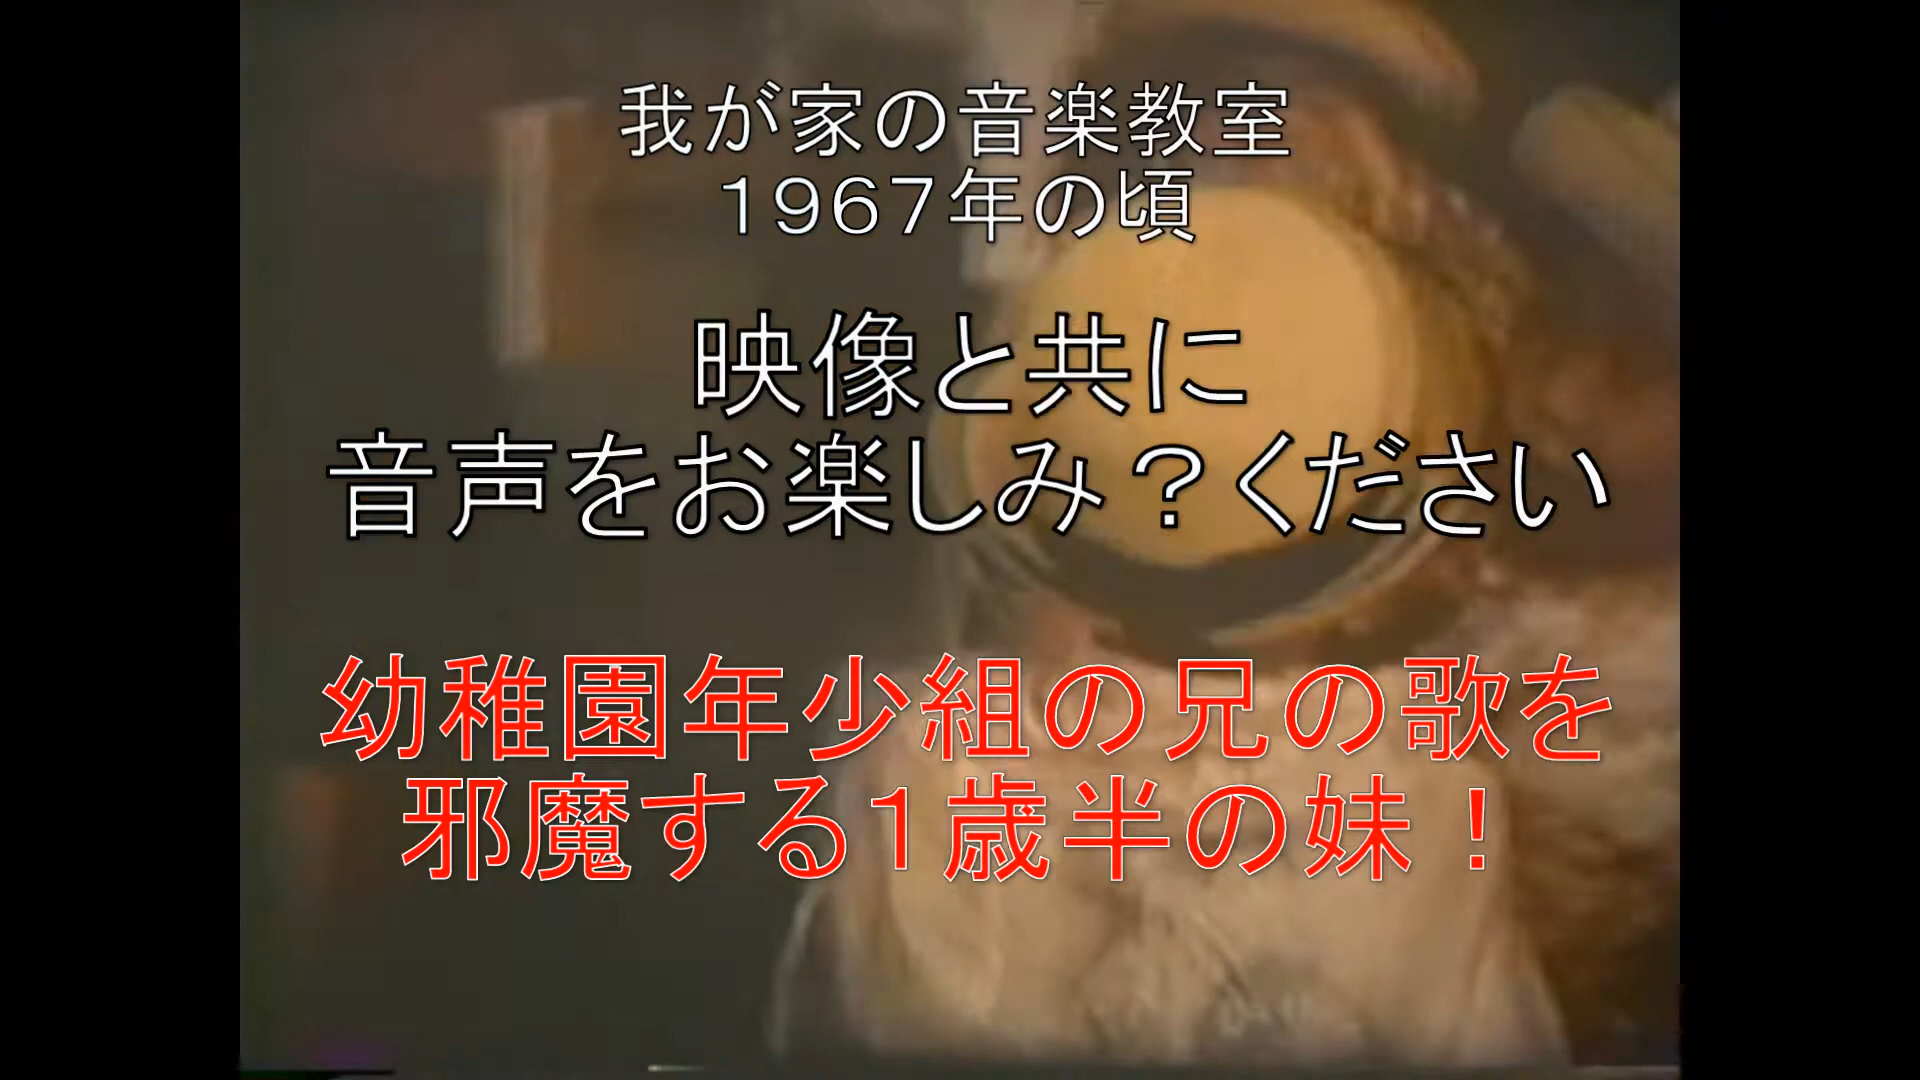 我が家の音楽教室
１９６７年の頃
映像と共に
音声をお楽しみ？ください
幼稚園年少組の兄の歌を
邪魔する１歳半の妹！